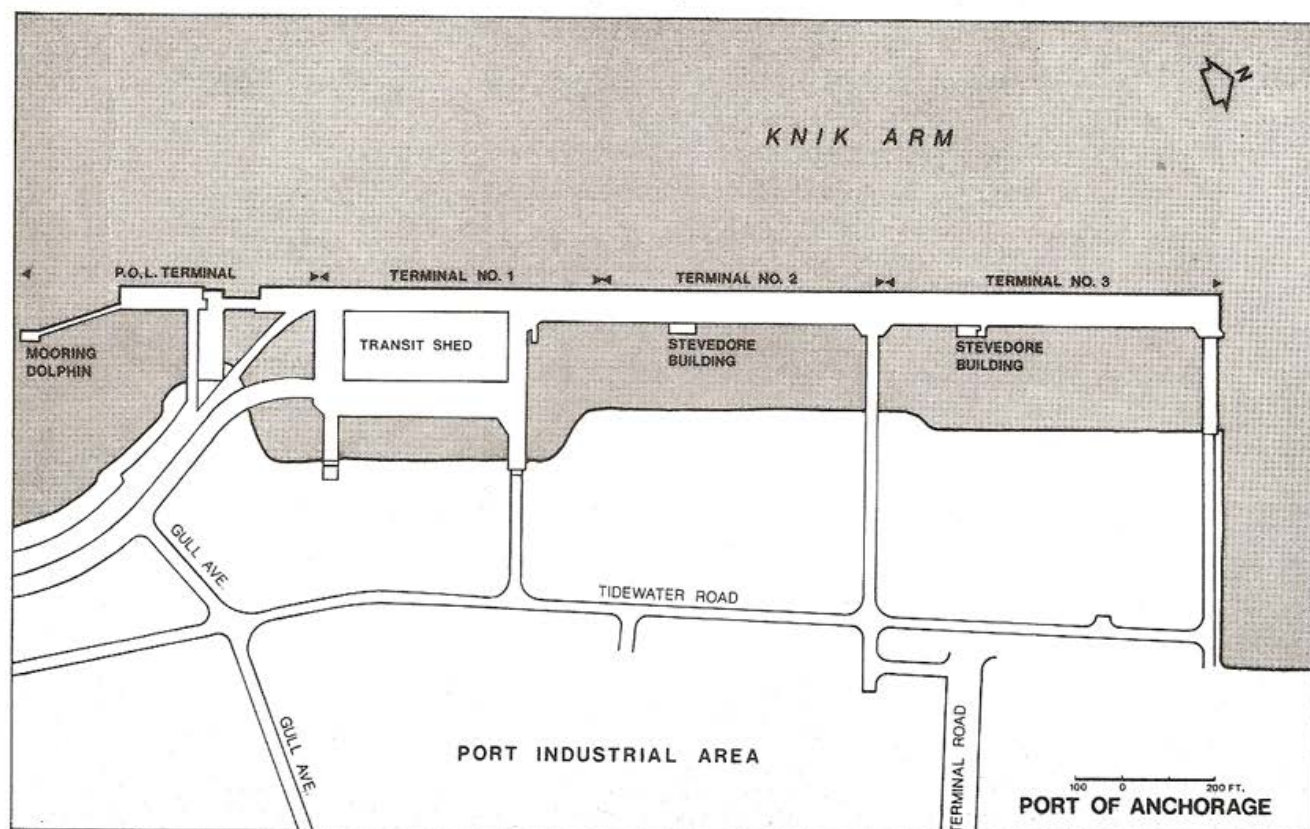 N
KNIK ARM
P.O.L. TERMINAL
TERMINAL NO. 1
TERMINAL NO. 2
TERMINAL NO. 3
MOORING
DOLPHIN
TRANSIT SHED
STEVEDORE
BUILDING
STEVEDORE
BUILDING
GULL AVE.
TIDEWATER ROAD
GULL AVE.
PORT INDUSTRIAL AREA
TERMINAL ROAD
100 0 200 FT.
PORT OF ANCHORAGE